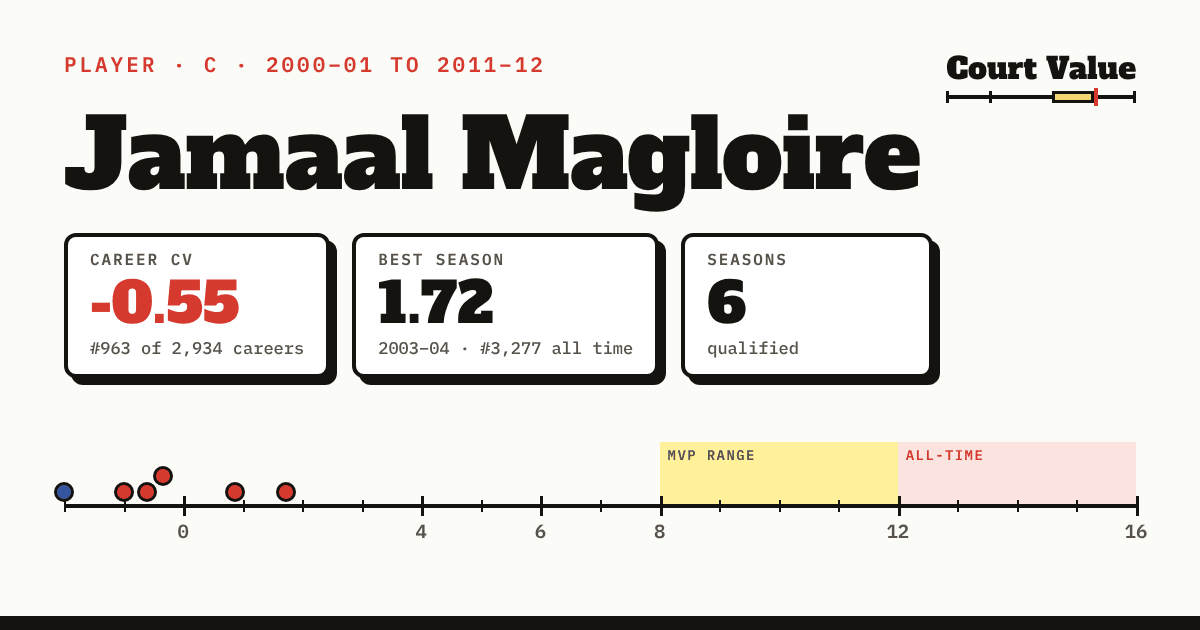 PLAYER · C · 2000–01 TO 2011–12
Court Value
Jamaal Magloire
CAREER CV
-0.55
#963 of 2,934 careers
BEST SEASON
1.72
2003–04 · #3,277 all time
SEASONS
6
qualified
MVP RANGE
ALL-TIME
0 4 6 8 12 16